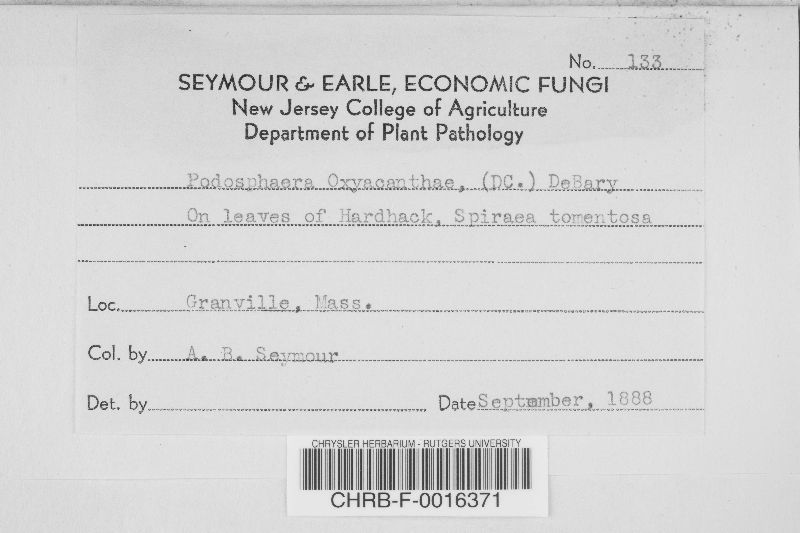 No. 133
SEYMOUR & EARLE, ECONOMIC FUNGI
New Jersey College of Agriculture
Department of Plant Pathology
Podosphaera Oxyacanthae, (DC.) DeBary
On leaves of Hardhack, Spiraea tomentosa
Loc. Granville, Mass.
Col. by A. B. Seymour
Det. by Date September, 1888
CHRYSLER HERBARIUM - RUTGERS UNIVERSITY
CHRB-F-0016371